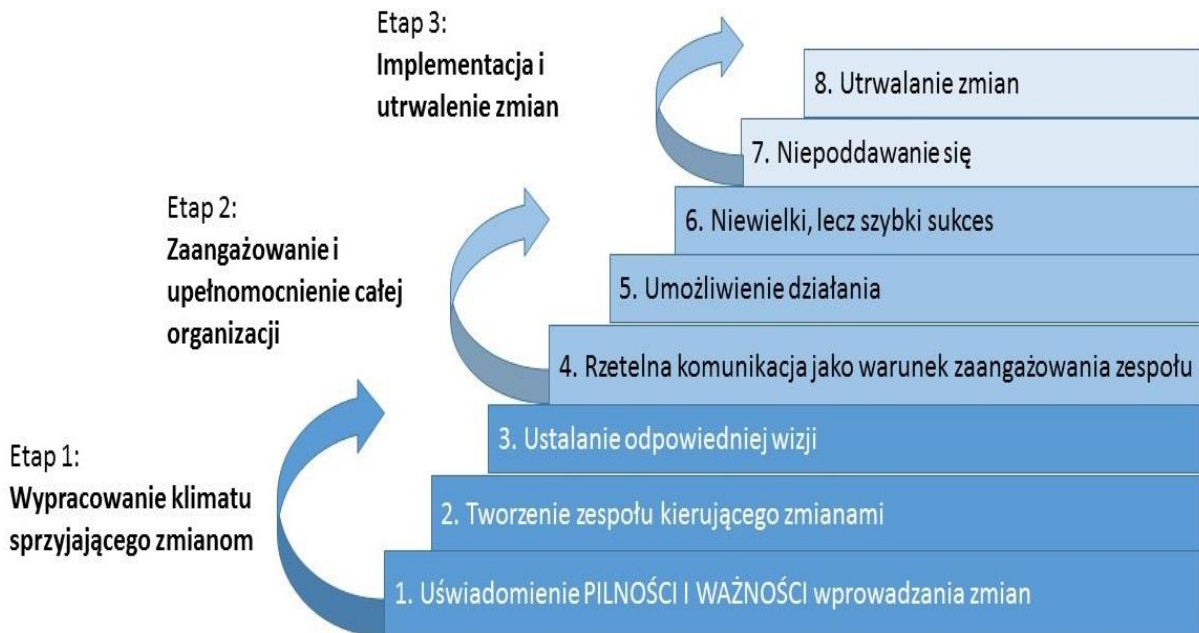 Etap 3:
Implementacja i
utrwalenie zmian
8. Utrwalanie zmian
7. Niepoddawanie się
Etap 2:
Zaangażowanie i
upełnomocnienie całej
organizacji
6. Niewielki, lecz szybki sukces
5. Umożliwienie działania
4. Rzetelna komunikacja jako warunek zaangażowania zespołu
Etap 1:
Wypracowanie klimatu
sprzyjającego zmianom
3. Ustalanie odpowiedniej wizji
2. Tworzenie zespołu kierującego zmianami
1. Uświadomienie PILNOŚCI I WAŻNOŚCI wprowadzania zmian